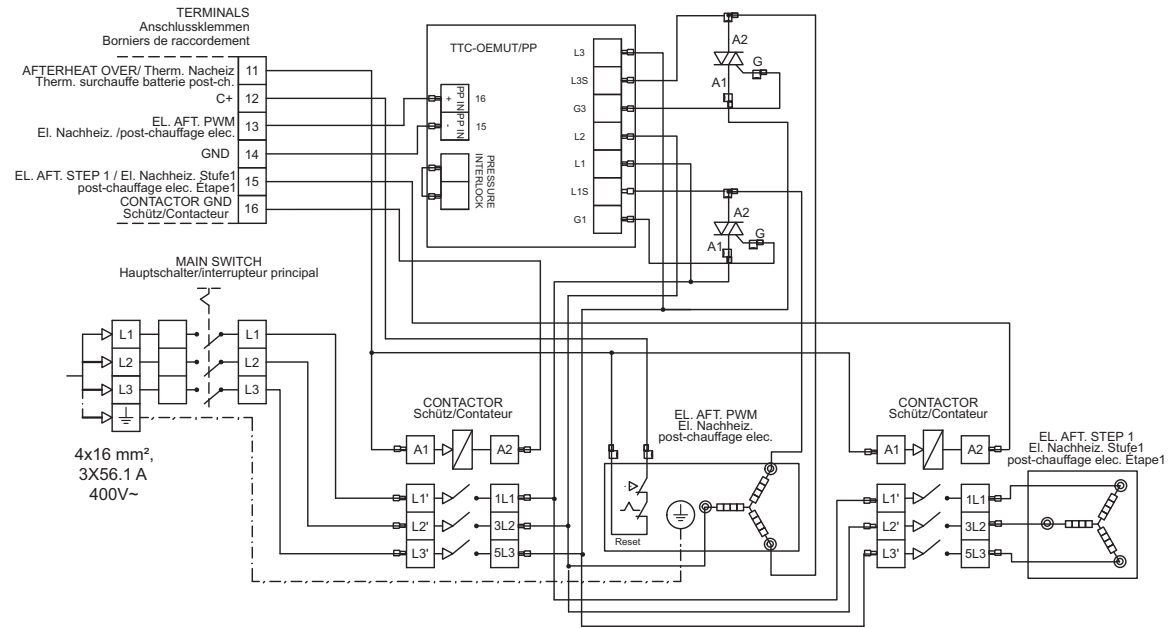 TERMINALS
Anschlussklemmen
Borniers de raccordement
AFTERHEAT OVER/ Therm. Nacheiz
Therm. surchauffe batterie post-ch.
11
C+
12
EL. AFT. PWM
El. Nachheiz. /post-chauffage elec.
13
GND
14
EL. AFT. STEP 1 / El. Nachheiz. Stufe1
post-chauffage elec. Étape1
15
CONTACTOR GND
Schütz/Contacteur
16
TTC-OEMUT/PP
+
PP IN
16
-
PP IN
15
PRESSURE
INTERLOCK
L3
L3S
G3
L2
L1
L1S
G1
A2
G
A1
A2
G
A1
MAIN SWITCH
Hauptschalter/interrupteur principal
L1
L1
L2
L2
L3
L3
4x16 mm²,
3X56.1 A
400V~
CONTACTOR
Schütz/Contateur
A1
A2
L1'
1L1
L2'
3L2
L3'
5L3
EL. AFT. PWM
El. Nachheiz.
post-chauffage elec.
Reset
CONTACTOR
Schütz/Contateur
A1
A2
L1'
1L1
L2'
3L2
L3'
5L3
EL. AFT. STEP 1
El. Nachheiz. Stufe1
post-chauffage elec. Étape1